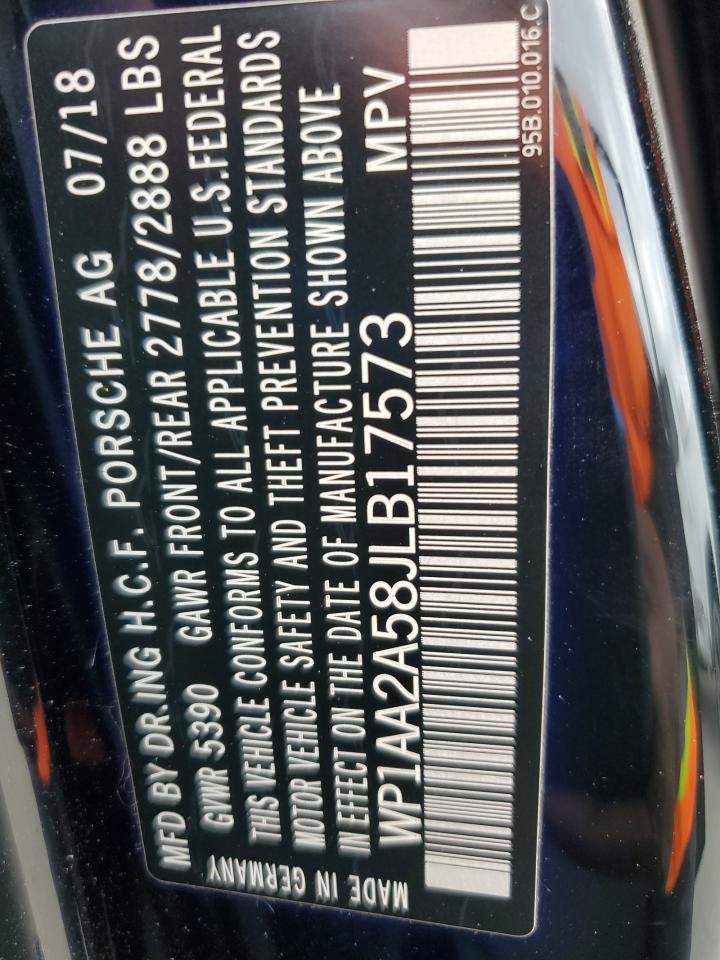 MFD BY DR.ING H.C.F. PORSCHE AG 07/18
GVWR 5390 GAWR FRONT/REAR 2778/2888 LBS
THS VEHICLE CONFORMS TO ALL APPLICABLE U.S.FEDERAL
MOTOR VEHICLE SAFETY AND THEFT PREVENTION STANDARDS
IN EFFECT ON THE DATE OF MANUFACTURE SHOWN ABOVE
WP1AA2A58JLB17573 MPV
MADE IN GERMANY
95B.010.016.C